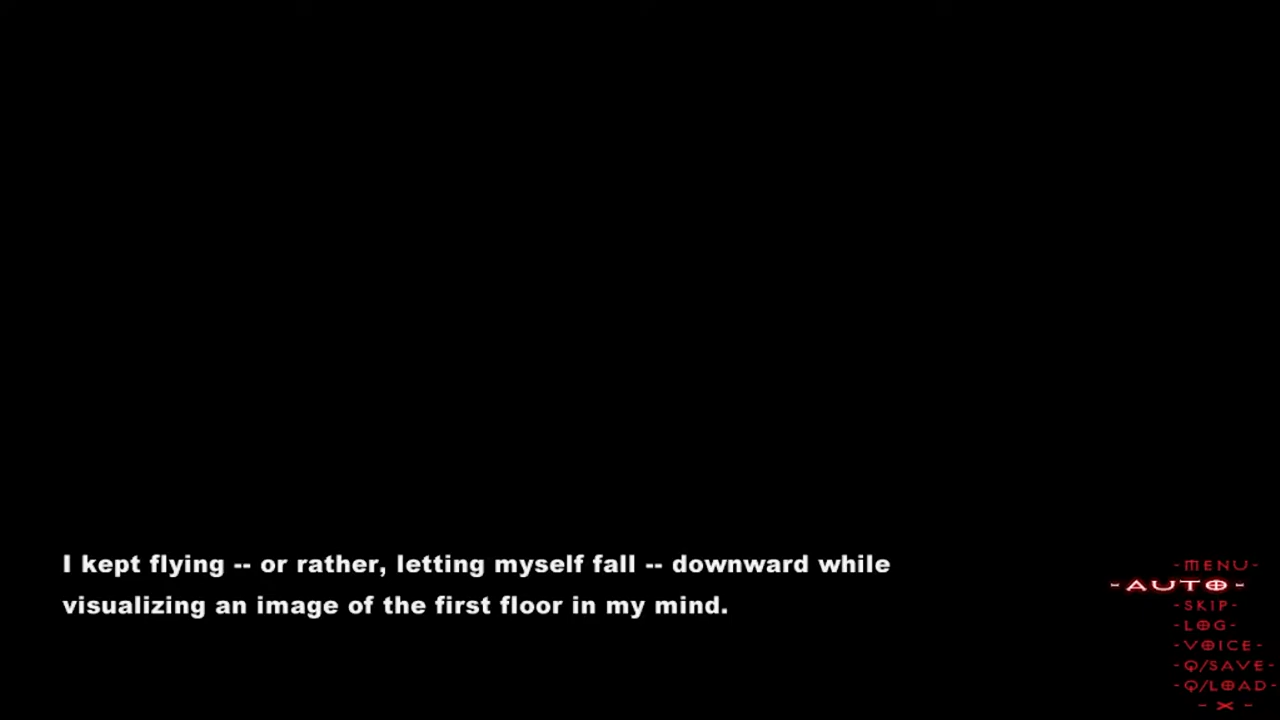 I kept flying -- or rather, letting myself fall -- downward while
visualizing an image of the first floor in my mind.
-MENU-
-AUTO-
-SKIP-
-LOG-
-VOICE-
-Q/SAVE-
-Q/LOAD-
-X-